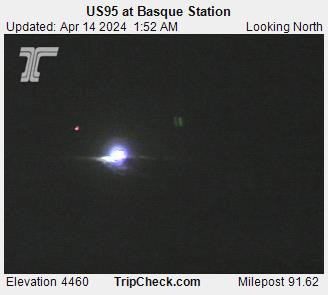 US95 at Basque Station
Updated: Apr 14 2024 1:52 AM Looking North
Elevation 4460 TripCheck.com Milepost 91.62